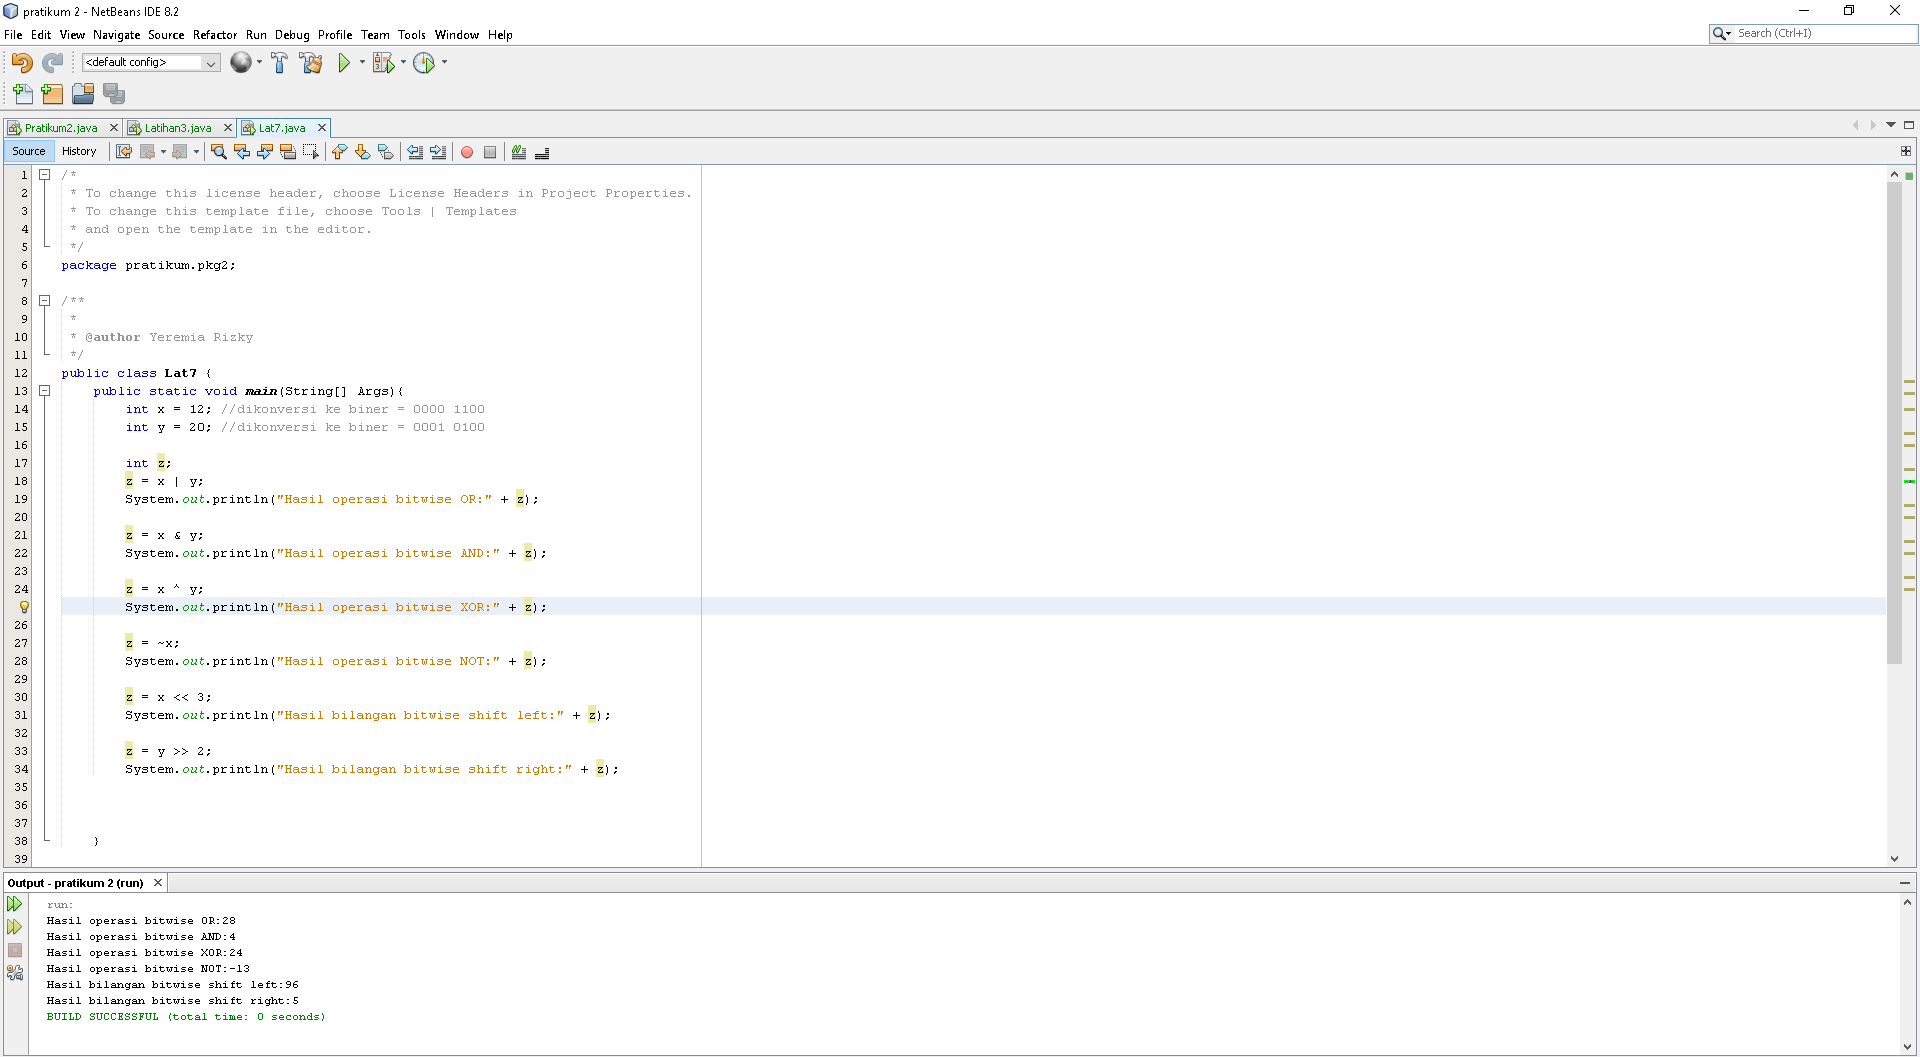 pratikum 2 - NetBeans IDE 8.2
File Edit View Navigate Source Refactor Run Debug Profile Team Tools Window Help
Search (Ctrl+I)
<default config>
Pratikum2.java Latihan3.java Lat7.java
Source History
1 /*
2 * To change this license header, choose License Headers in Project Properties.
3 * To change this template file, choose Tools | Templates
4 * and open the template in the editor.
5 */
6 package pratikum.pkg2;
7
8 /**
9 *
10 * @author Yeremia Rizky
11 */
12 public class Lat7 {
13 public static void main(String[] Args){
14 int x = 12; //dikonversi ke biner = 0000 1100
15 int y = 20; //dikonversi ke biner = 0001 0100
16
17 int z;
18 z = x | y;
19 System.out.println("Hasil operasi bitwise OR:" + z);
20
21 z = x & y;
22 System.out.println("Hasil operasi bitwise AND:" + z);
23
24 z = x ^ y;
System.out.println("Hasil operasi bitwise XOR:" + z);
26
27 z = ~x;
28 System.out.println("Hasil operasi bitwise NOT:" + z);
29
30 z = x << 3;
31 System.out.println("Hasil bilangan bitwise shift left:" + z);
32
33 z = y >> 2;
34 System.out.println("Hasil bilangan bitwise shift right:" + z);
35
36
37
38 }
39
Output - pratikum 2 (run)
run:
Hasil operasi bitwise OR:28
Hasil operasi bitwise AND:4
Hasil operasi bitwise XOR:24
Hasil operasi bitwise NOT:-13
Hasil bilangan bitwise shift left:96
Hasil bilangan bitwise shift right:5
BUILD SUCCESSFUL (total time: 0 seconds)